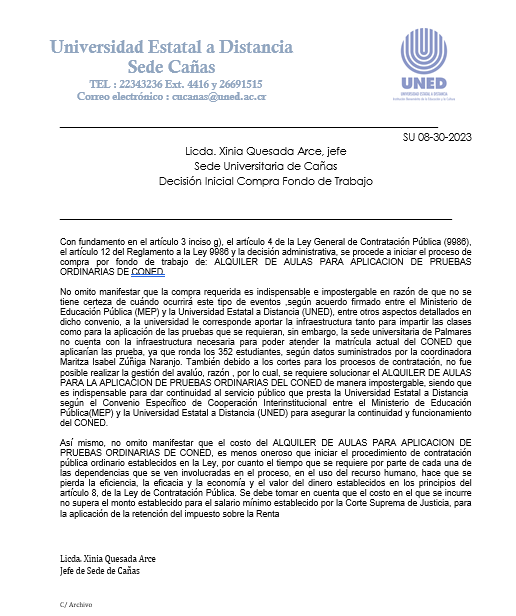 Universidad Estatal a Distancia
Sede Cañas
TEL : 22343236 Ext. 4416 y 26691515
Correo electrónico : cucanas@uned.ac.cr
UNED
UNIVERSIDAD ESTATAL A DISTANCIA
SU 08-30-2023
Licda. Xinia Quesada Arce, jefe
Sede Universitaria de Cañas
Decisión Inicial Compra Fondo de Trabajo
Con fundamento en el artículo 3 inciso g), el artículo 4 de la Ley General de Contratación Pública (9986),
el artículo 12 del Reglamento a la Ley 9986 y la decisión administrativa, se procede a iniciar el proceso de
compra por fondo de trabajo de: ALQUILER DE AULAS PARA APLICACION DE PRUEBAS
ORDINARIAS DE CONED.
No omito manifestar que la compra requerida es indispensable e impostergable en razón de que no se
tiene certeza de cuándo ocurrirá este tipo de eventos ,según acuerdo firmado entre el Ministerio de
Educación Pública (MEP) y la Universidad Estatal a Distancia (UNED), entre otros aspectos detallados en
dicho convenio, a la universidad le corresponde aportar la infraestructura tanto para impartir las clases
como para la aplicación de las pruebas que se requieran, sin embargo, la sede universitaria de Palmares
no cuenta con la infraestructura necesaria para poder atender la matrícula actual del CONED que
aplicarían las prueba, ya que ronda los 352 estudiantes, según datos suministrados por la coordinadora
Maritza Isabel Zúñiga Naranjo. También debido a los cortes para los procesos de contratación, no fue
posible realizar la gestión del avalúo, razón , por lo cual, se requiere solucionar el ALQUILER DE AULAS
PARA LA APLICACION DE PRUEBAS ORDINARIAS DEL CONED de manera impostergable, siendo que
es indispensable para dar continuidad al servicio público que presta la Universidad Estatal a Distancia
según el Convenio Específico de Cooperación Interinstitucional entre el Ministerio de Educación
Pública(MEP) y la Universidad Estatal a Distancia (UNED) para asegurar la continuidad y funcionamiento
del CONED.
Así mismo, no omito manifestar que el costo del ALQUILER DE AULAS PARA APLICACION DE
PRUEBAS ORDINARIAS DE CONED, es menos oneroso que iniciar el procedimiento de contratación
pública ordinario establecidos en la Ley, por cuanto el tiempo que se requiere por parte de cada una de
las dependencias que se ven involucradas en el proceso, en el uso del recurso humano, hace que se
pierda la eficiencia, la eficacia y la economía y el valor del dinero establecidos en los principios del
artículo 8, de la Ley de Contratación Pública. Se debe tomar en cuenta que el costo en el que se incurre
no supera el monto establecido para el salario mínimo establecido por la Corte Suprema de Justicia, para
la aplicación de la retención del impuesto sobre la Renta
Licda. Xinia Quesada Arce
Jefe de Sede de Cañas
C/ Archivo